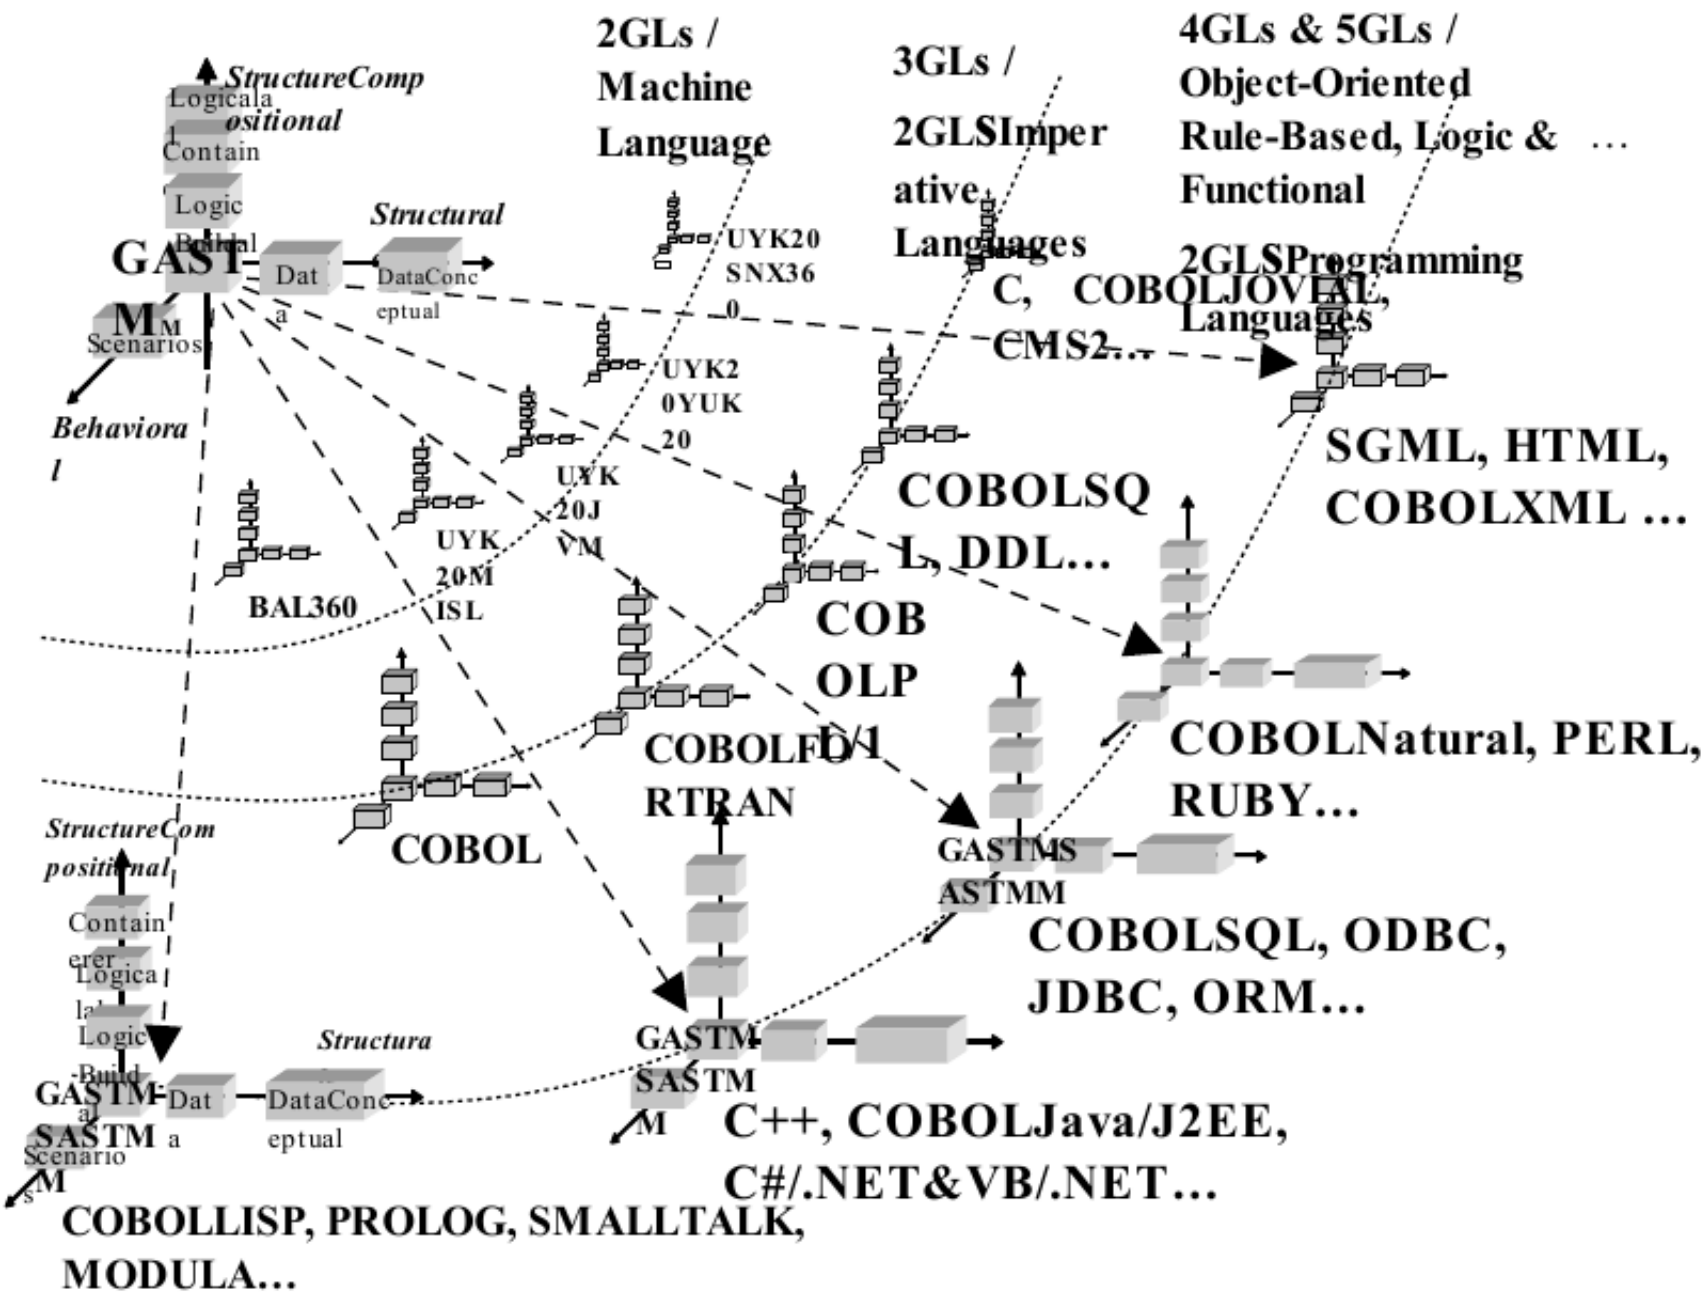 2GLs /
Machine
Language
3GLs /
2GLSImper
ative
Languages
4GLs & 5GLs /
Object-Oriented
Rule-Based, Logic & …
Functional
2GLSProgramming
Languages
StructureComp
ositional
Logicala
l
Contain
Logic
Structural
GAST
M
M
Dat
a
DataConc
eptual
Scenarios
Behaviora
l
UYK20
SNX36
0
C, COBOLJOVIAL,
CMS2…
UYK2
0YUK
20
UYK
20J
VM
UYK
20M
ISL
BAL360
SGML, HTML,
COBOLXML …
COBOLSQ
L, DDL…
COB
OLP
L/1
COBOLFO
RTRAN
COBOL
COBOLNatural, PERL,
RUBY…
GASTMS
ASTMM
COBOLSQL, ODBC,
JDBC, ORM…
StructureCom
positional
Contain
erer
Logica
lal
Logic
Build
al
Structura
GASTM
SASTM
M
Dat
a
DataConc
eptual
Scenario
s
GASTM
SASTM
M
C++, COBOLJava/J2EE,
C#/.NET&VB/.NET…
COBOLLISP, PROLOG, SMALLTALK,
MODULA…